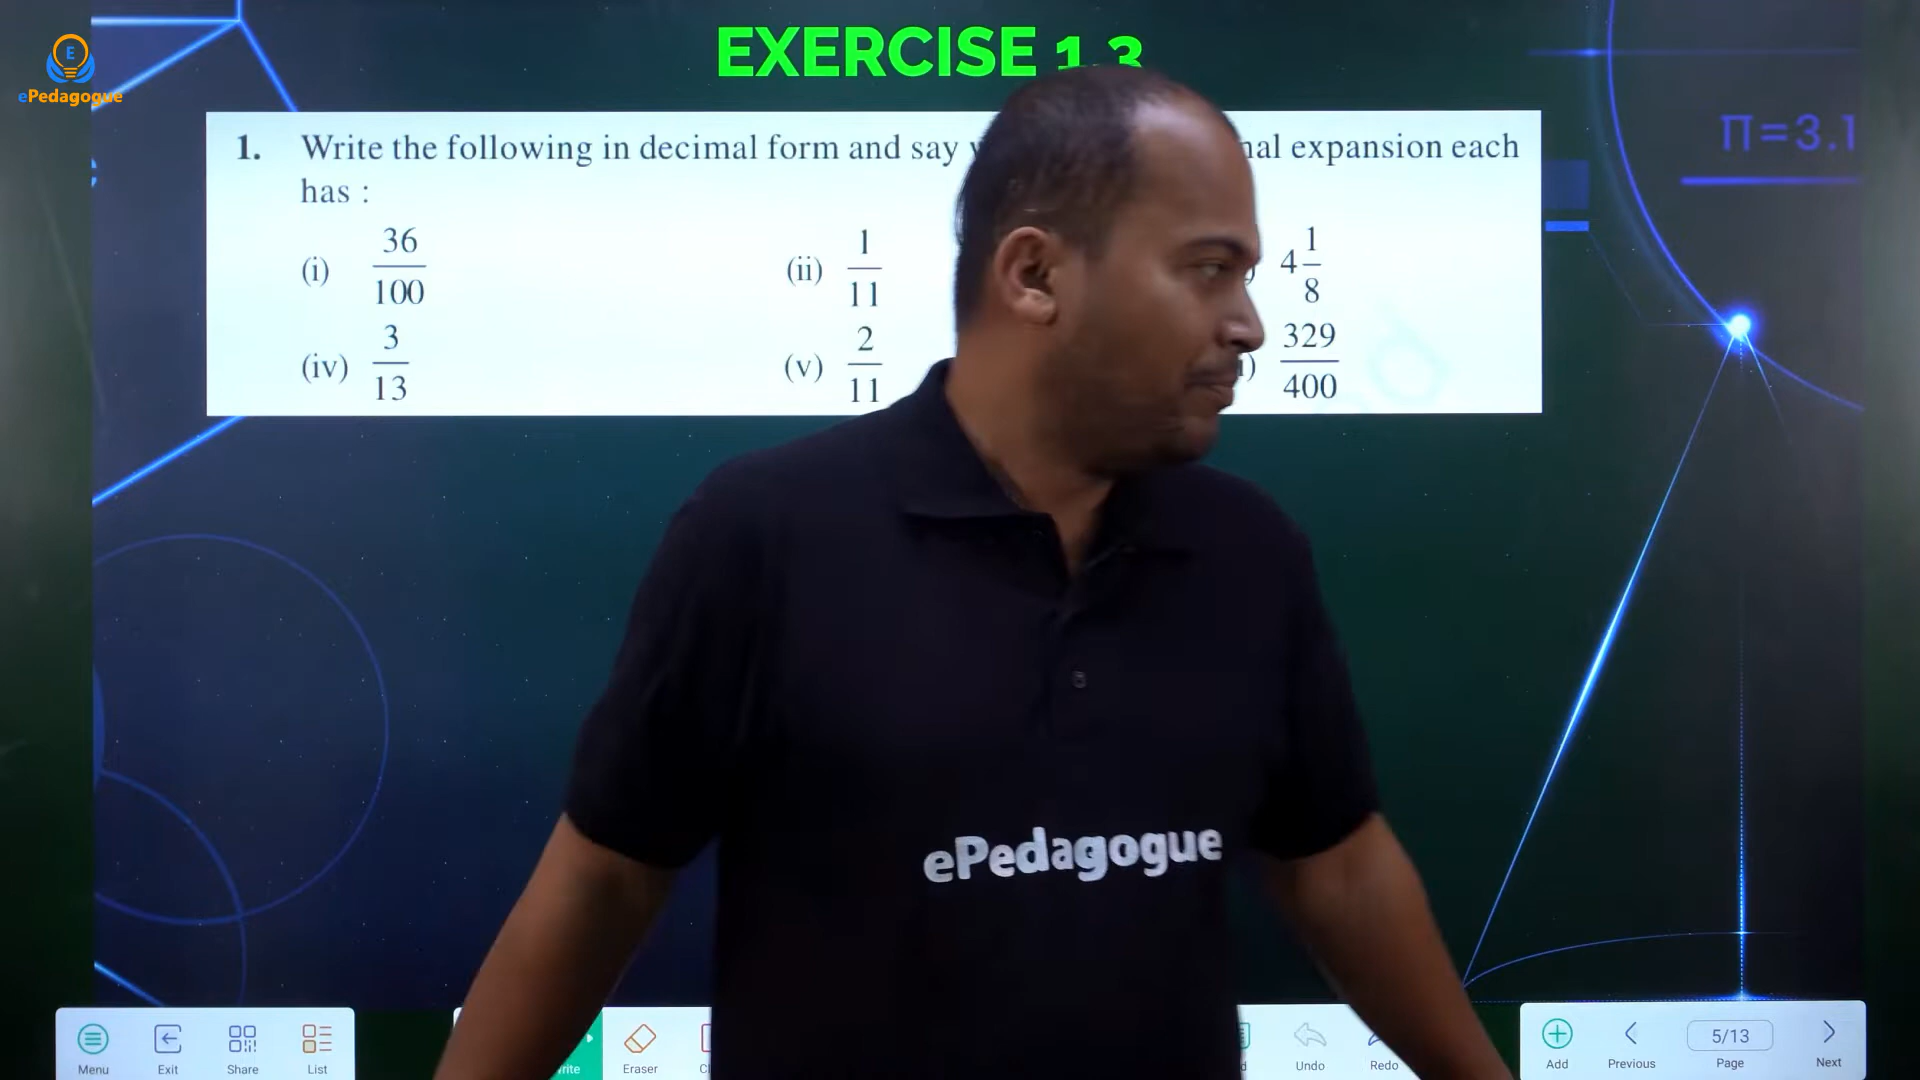 EXERCISE 1.3
E
ePedagogue
Π=3.1
1. Write the following in decimal form and say expansion each
has :
(i) 36/100 (ii) 1/11 4 1/8
(iv) 3/13 (v) 2/11 329/400
ePedagogue
Menu Exit Share List Eraser Undo Redo Add Previous 5/13 Page Next